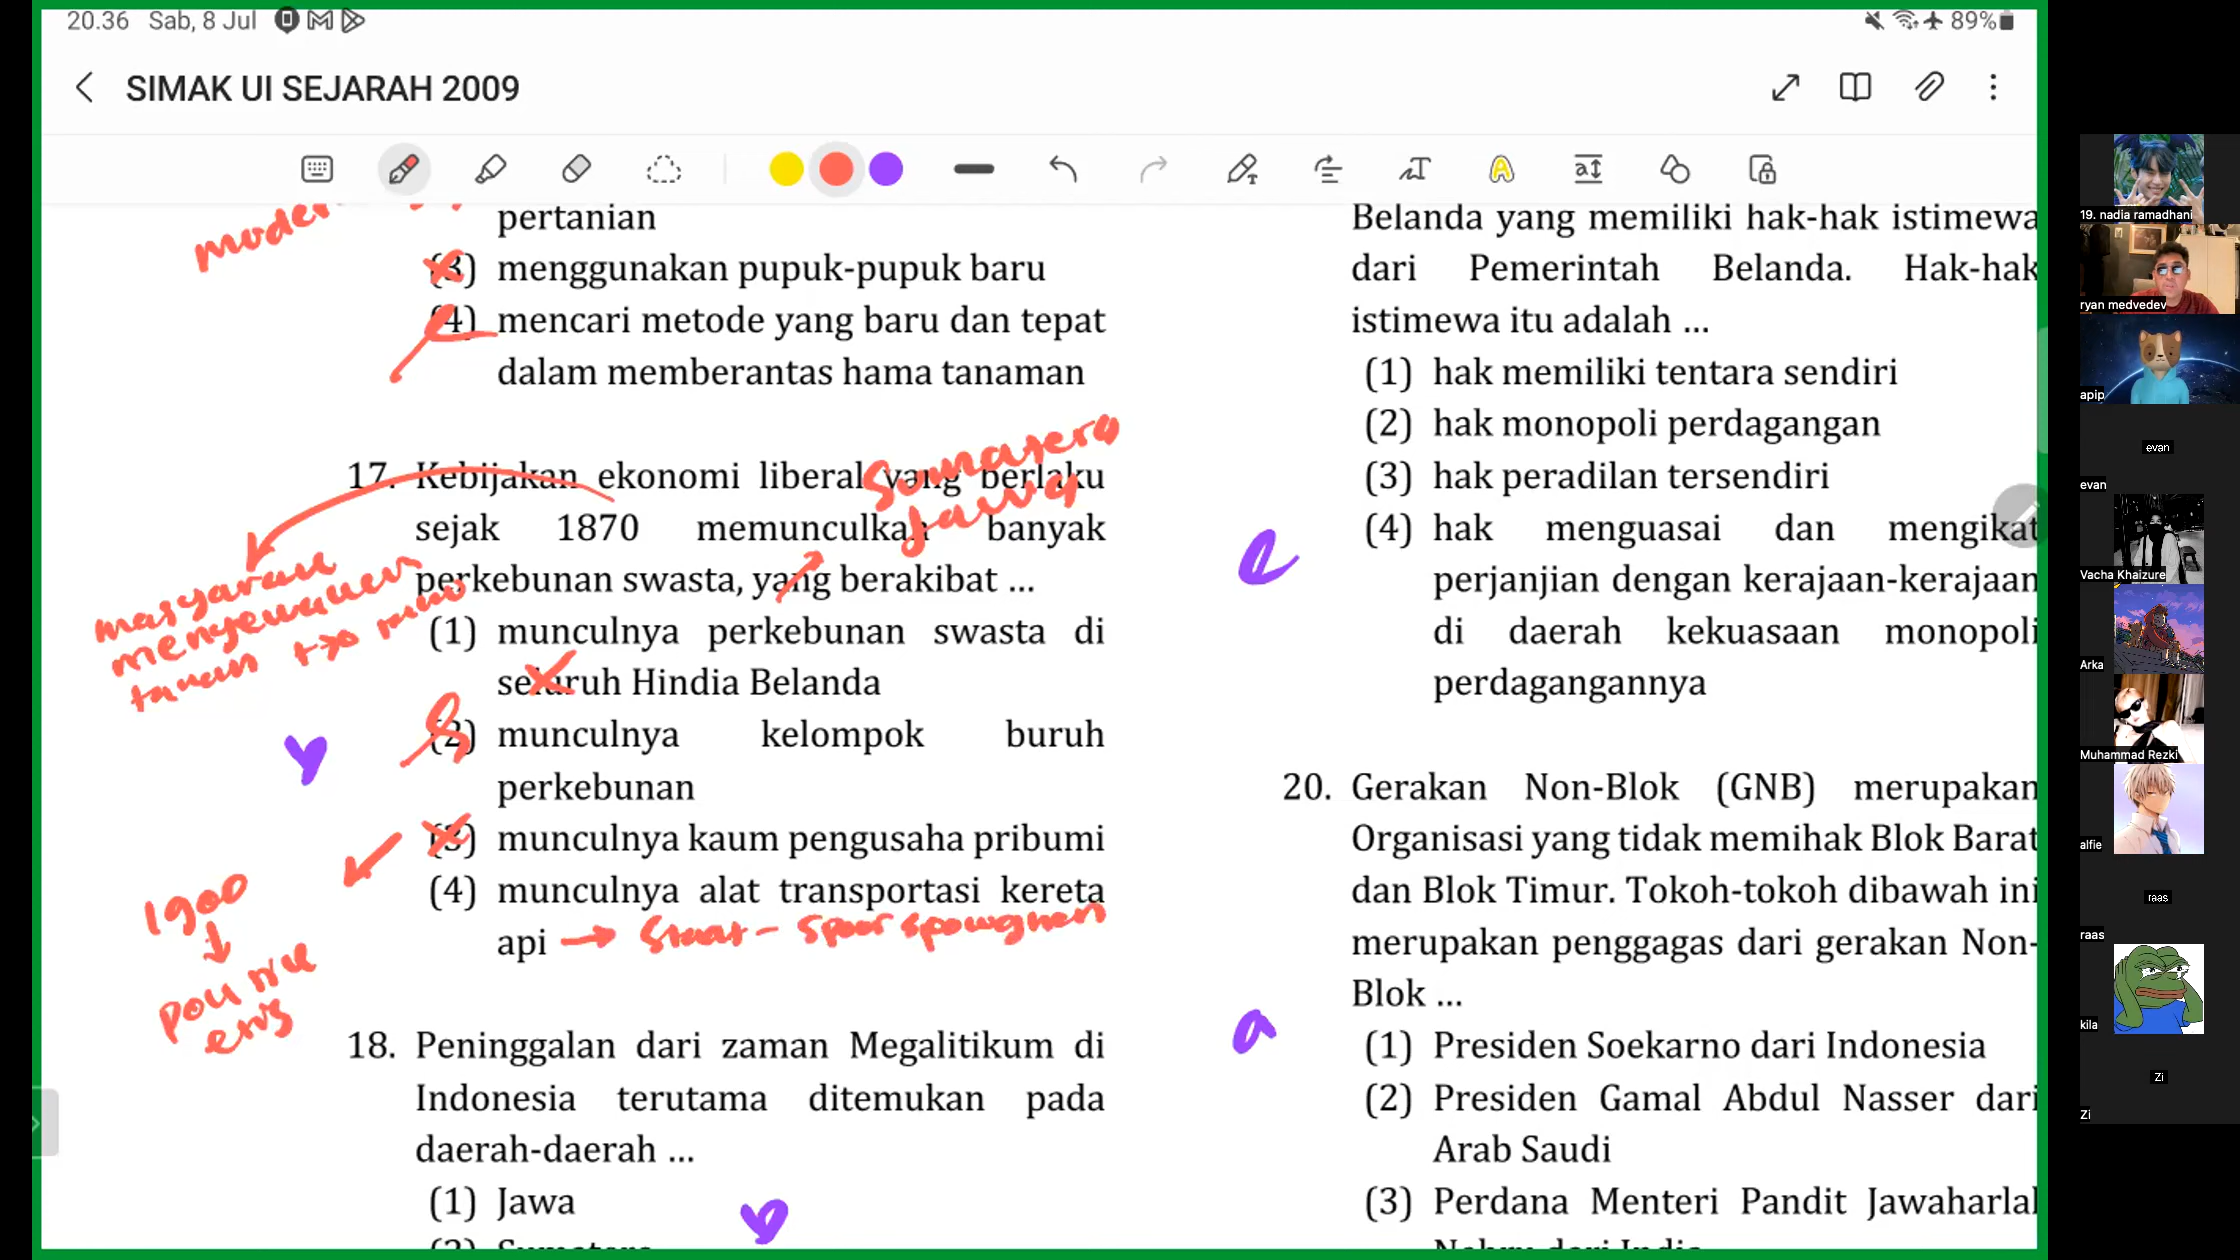 20.36 Sab, 8 Jul
89%
SIMAK UI SEJARAH 2009
pertanian
(3) menggunakan pupuk-pupuk baru
(4) mencari metode yang baru dan tepat
dalam memberantas hama tanaman
17. Kebijakan ekonomi liberal yang berlaku
sejak 1870 memunculkan banyak
perkebunan swasta, yang berakibat ...
(1) munculnya perkebunan swasta di
seluruh Hindia Belanda
(2) munculnya kelompok buruh
perkebunan
(3) munculnya kaum pengusaha pribumi
(4) munculnya alat transportasi kereta
api
Sumatera
Jawa
1900
18. Peninggalan dari zaman Megalitikum di
Indonesia terutama ditemukan pada
daerah-daerah ...
(1) Jawa
Belanda yang memiliki hak-hak istimewa
dari Pemerintah Belanda. Hak-hak
istimewa itu adalah ...
(1) hak memiliki tentara sendiri
(2) hak monopoli perdagangan
(3) hak peradilan tersendiri
(4) hak menguasai dan mengikat
perjanjian dengan kerajaan-kerajaan
di daerah kekuasaan monopoli
perdagangannya
20. Gerakan Non-Blok (GNB) merupakan
Organisasi yang tidak memihak Blok Barat
dan Blok Timur. Tokoh-tokoh dibawah ini
merupakan penggagas dari gerakan Non-
Blok ...
(1) Presiden Soekarno dari Indonesia
(2) Presiden Gamal Abdul Nasser dari
Arab Saudi
(3) Perdana Menteri Pandit Jawaharlal
19. nadia ramadhani
ryan medvedev
apip
evan
evan
Vacha Khaizure
Arka
Muhammad Rezki
alfie
raas
raas
kila
Zi
Zi